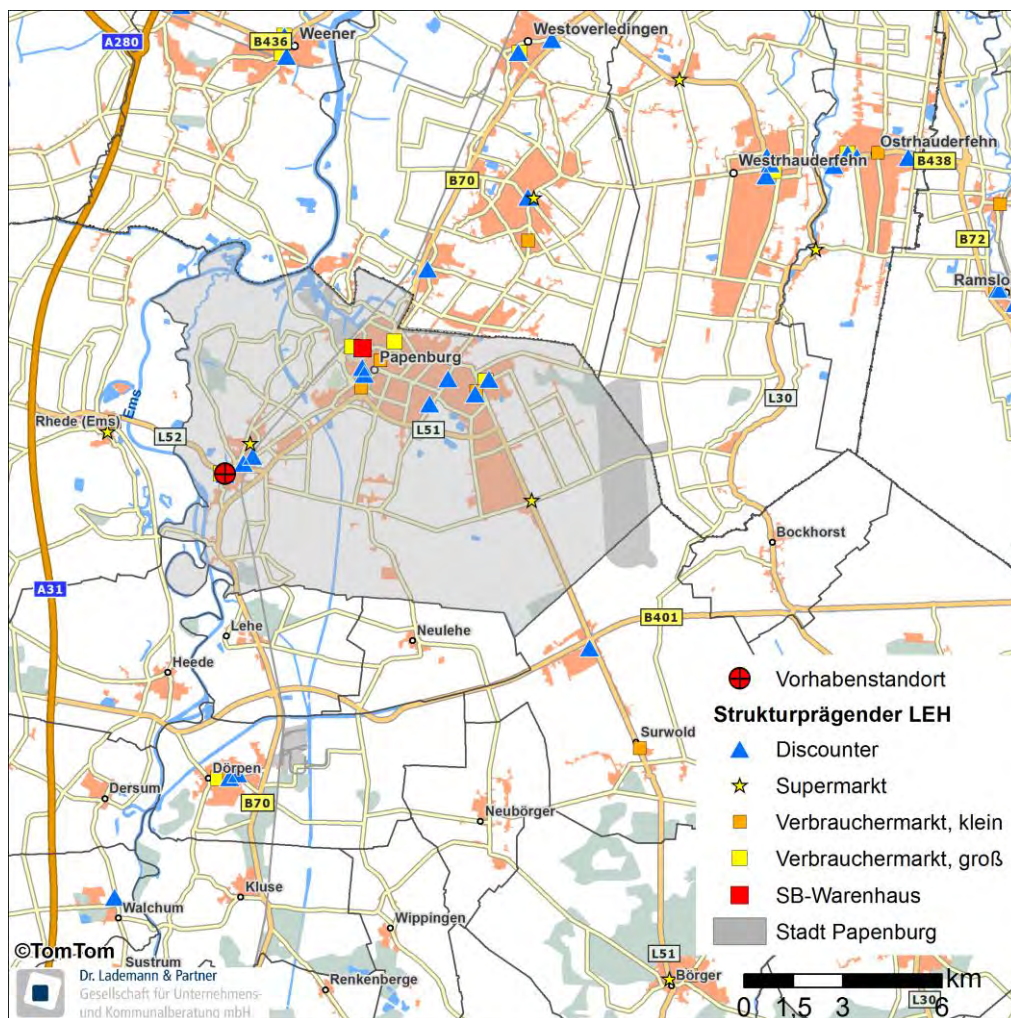 A280
B436
Weener
Westoverledingen
Ostrhauderfehn
Westrhauderfehn
B438
B70
B72
Ramslo
Papenburg
L30
Rhede (Ems)
Ems
L52
L51
Bockhorst
A31
B401
Lehe
Neulehe
Heede
Vorhabenstandort
Strukturprägender LEH
Surwold
Discounter
Dörpen
Dersum
Supermarkt
B70
Neubörger
Verbrauchermarkt, klein
Verbrauchermarkt, groß
Kluse
SB-Warenhaus
Walchum
Wippingen
Stadt Papenburg
©TomTom
Sustrum
L51
Börger
km
Dr. Lademann & Partner
Gesellschaft für Unternehmens-
und Kommunalberatung mbH
Renkenberge
L30
0 1,5 3 6